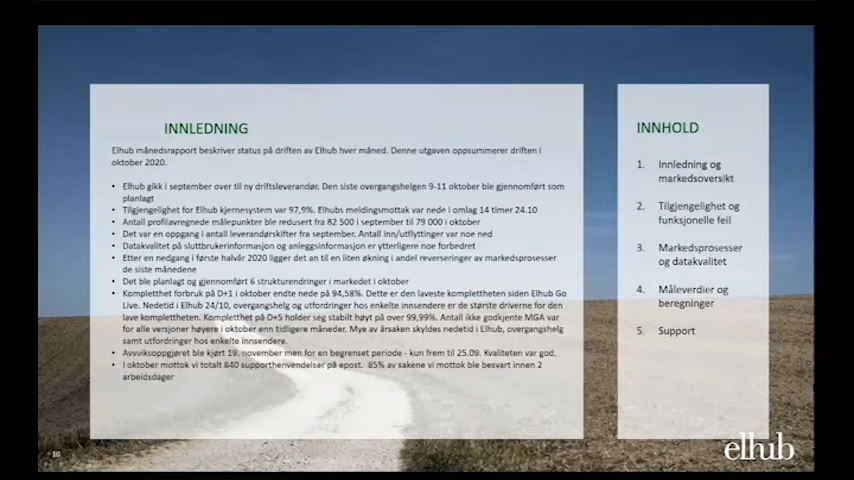 INNLEDNING
Elhub månedsrapport beskriver status på driften av Elhub hver måned. Denne utgaven oppsummerer driften i
oktober 2020.
• Elhub gikk i september over til ny driftsleverandør. Den siste overgangshelgen 9-11 oktober ble gjennomført som
planlagt
• Tilgjengelighet for Elhub kjernesystem var 97,9%. Elhubs meldingsmottak var nede i omlag 14 timer 24.10
• Antall profilavregnede målepunkter ble redusert fra 82 500 i september til 79 000 i oktober
• Det var en oppgang i antall leverandørskifter fra september. Antall inn/utflyttinger var noe ned
• Datakvalitet på sluttbrukerinformasjon og anleggsinformasjon er ytterligere noe forbedret
• Etter en nedgang i første halvår 2020 ligger det an til en liten økning i andel reverseringer av markedsprosesser
de siste månedene
• Det ble planlagt og gjennomført 6 strukturendringer i markedet i oktober
• Kompletthet forbruk på D+1 i oktober endte nede på 94,58%. Dette er den laveste kompletheten siden Elhub Go
Live. Nedetid i Elhub 24/10, overgangshelg og utfordringer hos enkelte innsendere er de største driverne for den
lave kompletheten. Kompletthet på D+5 holder seg stabilt høyt på over 99,99%. Antall ikke godkjente MGA var
for alle versjoner høyere i oktober enn tidligere måneder. Mye av årsaken skyldes nedetid i Elhub, overgangshelg
samt utfordringer hos enkelte innsendere.
• Avvviksoppgjøret ble kjørt 19. november men for en begrenset periode - kun frem til 25.09. Kvaliteten var god.
• I oktober mottok vi totalt 840 supporthenvendelser på epost. 85% av sakene vi mottok ble besvart innen 2
arbeidsdager
INNHOLD
1. Innledning og
markedsoversikt
2. Tilgjengelighet og
funksjonelle feil
3. Markedsprosesser
og datakvalitet
4. Måleverdier og
beregninger
5. Support
10
elhub